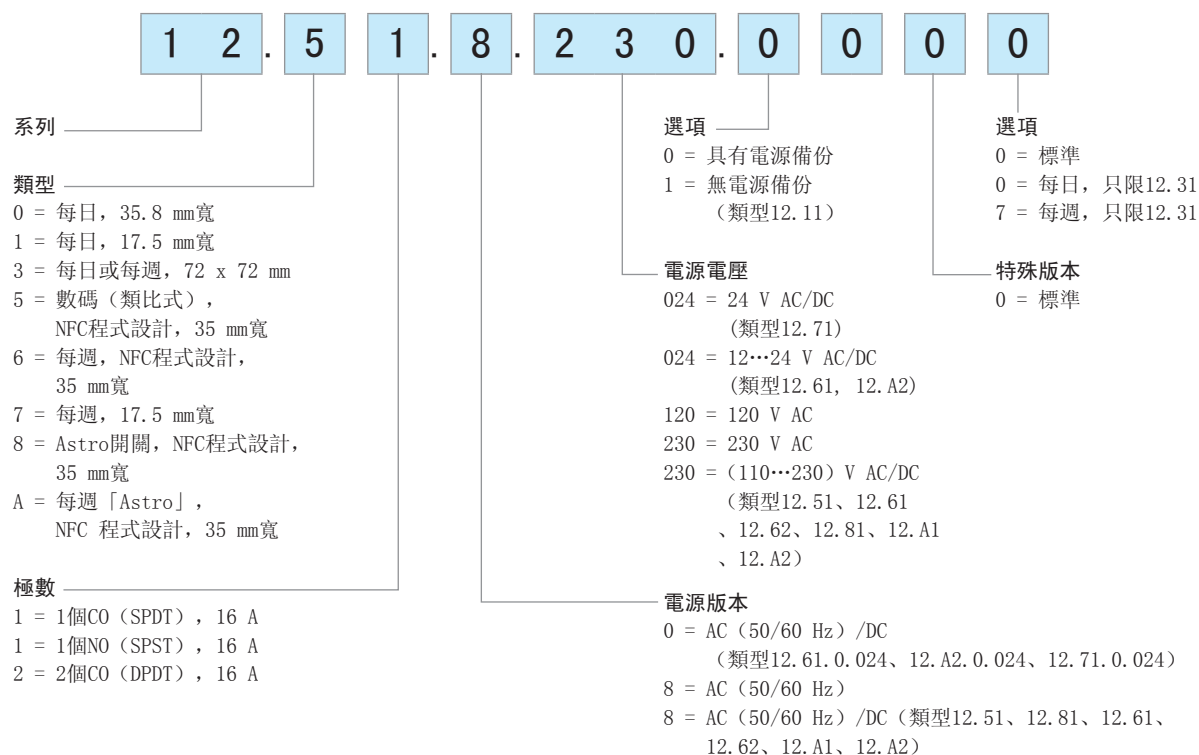 12.51.8.230.0000
系列
類型
0 = 每日，35.8 mm寬
1 = 每日，17.5 mm寬
3 = 每日或每週，72 x 72 mm
5 = 數碼（類比式），
NFC程式設計，35 mm寬
6 = 每週，NFC程式設計，
35 mm寬
7 = 每週，17.5 mm寬
8 = Astro開關，NFC程式設計，
35 mm寬
A = 每週「Astro」，
NFC 程式設計，35 mm寬
極數
1 = 1個CO（SPDT），16 A
1 = 1個NO（SPST），16 A
2 = 2個CO（DPDT），16 A
選項
0 = 具有電源備份
1 = 無電源備份
（類型12.11）
電源電壓
024 = 24 V AC/DC
(類型12.71)
024 = 12…24 V AC/DC
(類型12.61, 12.A2)
120 = 120 V AC
230 = 230 V AC
230 =（110…230）V AC/DC
（類型12.51、12.61
、12.62、12.81、12.A1
、12.A2）
電源版本
0 = AC（50/60 Hz）/DC
（類型12.61.0.024、12.A2.0.024、12.71.0.024）
8 = AC（50/60 Hz）
8 = AC（50/60 Hz）/DC（類型12.51、12.81、12.61、
12.62、12.A1、12.A2）
選項
0 = 標準
0 = 每日，只限12.31
7 = 每週，只限12.31
特殊版本
0 = 標準